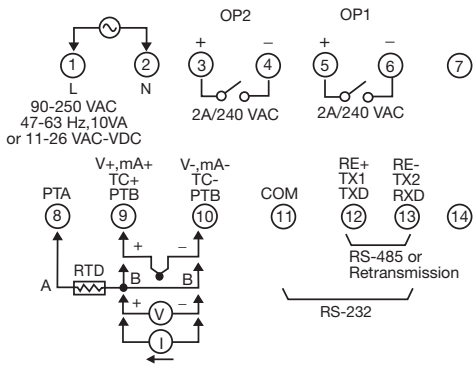 OP2 OP1
+ − + −
1 2 3 4 5 6 7
L N 2A/240 VAC 2A/240 VAC
90-250 VAC
47-63 Hz,10VA
or 11-26 VAC-VDC
V+,mA+ V-,mA- RE+ RE-
TC+ TC- TX1 TX2
PTA PTB PTB COM TXD RXD
8 9 10 11 12 13 14
+ −
RS-485 or
Retransmission
RTD
A B B
+ V −
RS-232
I